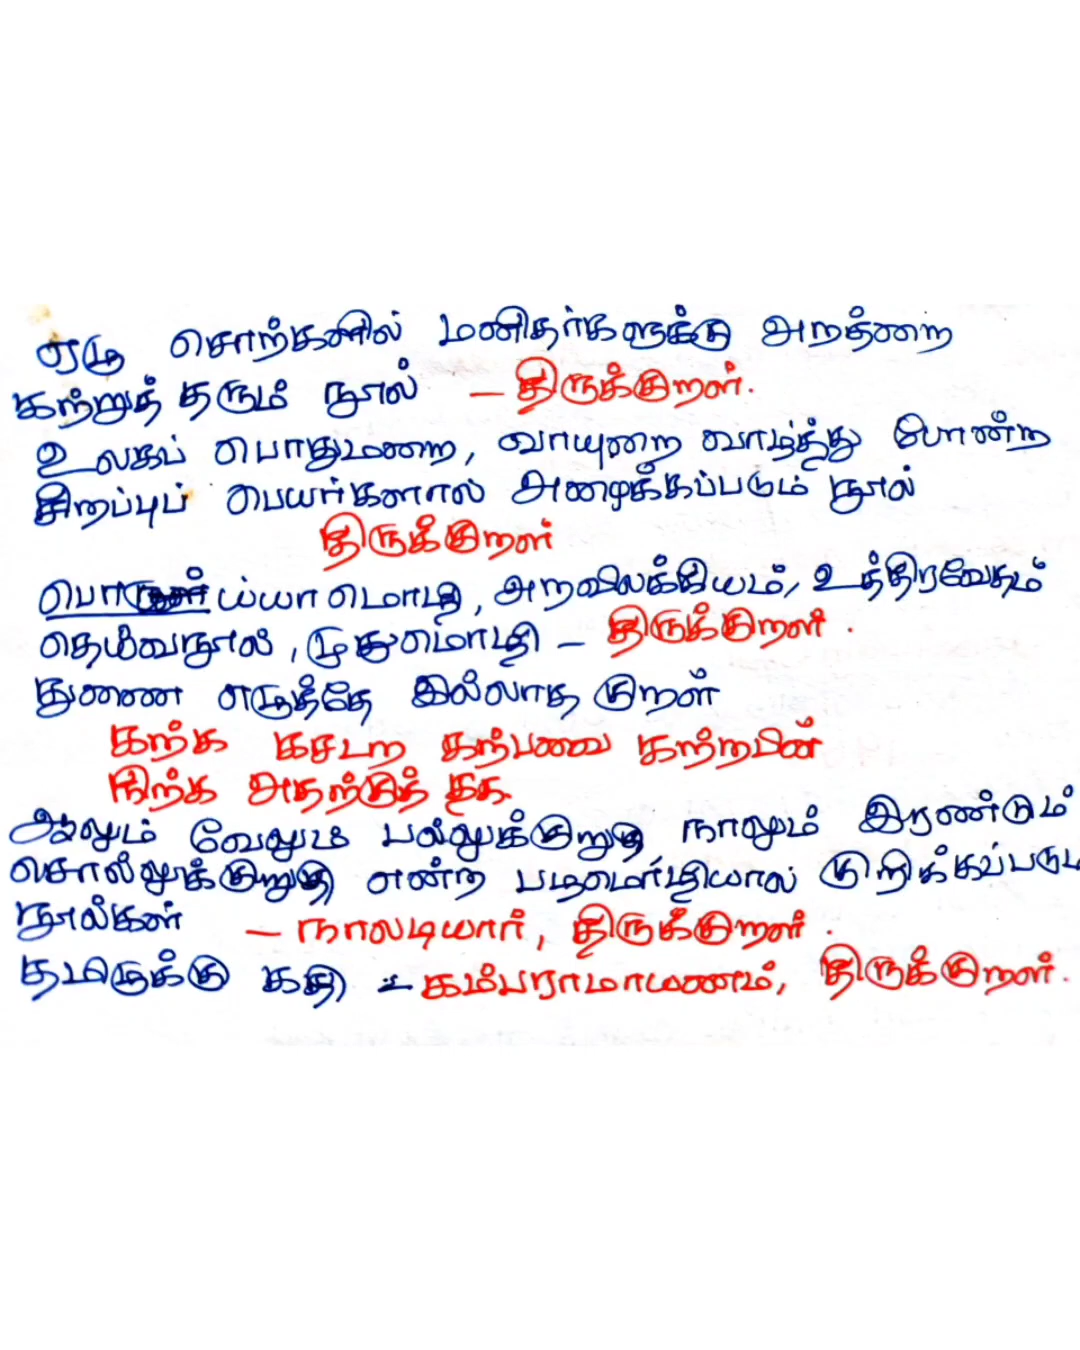 ஏழு சொற்களில் மனிதர்களுக்கு அறத்தை
கற்றுத் தரும் நூல் – திருக்குறள்.
உலகப் பொதுமறை, வாயுறை வாழ்த்து போன்ற
சிறப்புப் பெயர்களால் அழைக்கப்படும் நூல்
திருக்குறள்
பொய்யாமொழி, அறஇலக்கியம், உத்திரவேதம்
தெய்வநூல், முதுமொழி – திருக்குறள்.
துணை எழுத்தே இல்லாத குறள்
கற்க கசடற கற்பவை கற்றபின்
நிற்க அதற்குத் தக
ஆலும் வேலும் பல்லுக்குறுதி நாலும் இரண்டும்
சொல்லுக்குறுதி என்ற பழமொழியால் குறிக்கப்படும்
நூல்கள் – நாலடியார், திருக்குறள்.
தமிழுக்கு கதி – கம்பராமாயணம், திருக்குறள்.